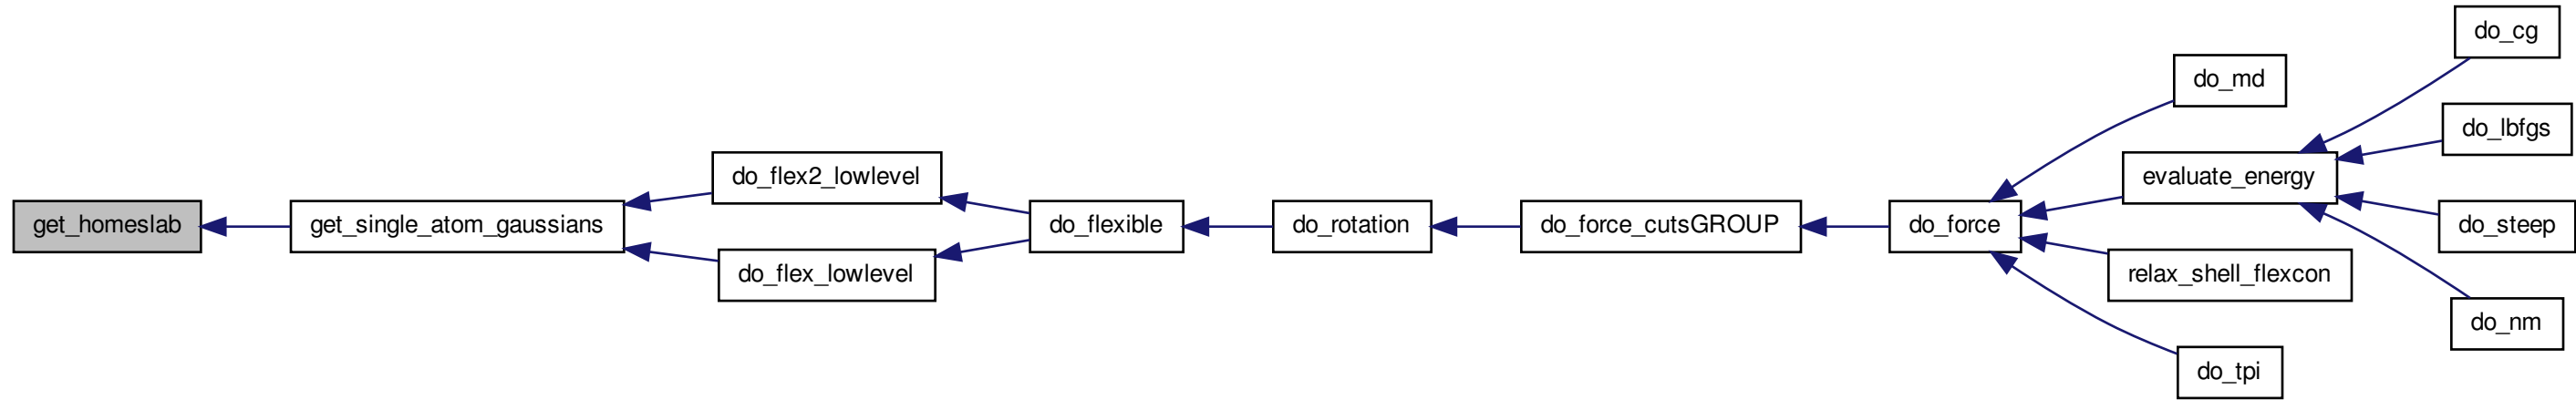 get_homeslab
get_single_atom_gaussians
do_flex2_lowlevel
do_flex_lowlevel
do_flexible
do_rotation
do_force_cutsGROUP
do_force
do_md
evaluate_energy
relax_shell_flexcon
do_tpi
do_cg
do_lbfgs
do_steep
do_nm